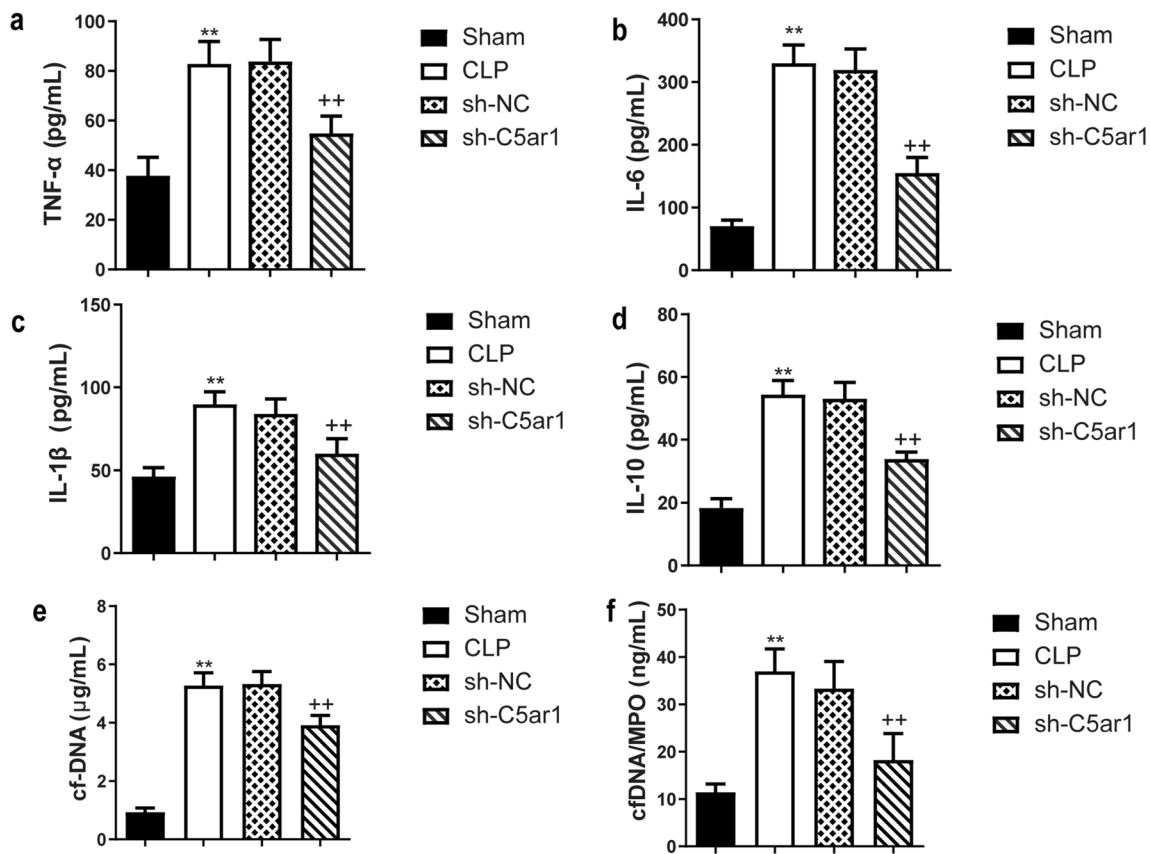 a
TNF-α (pg/mL)
100
80
60
40
20
0
**
++
Sham
CLP
sh-NC
sh-C5ar1
b
IL-6 (pg/mL)
400
300
200
100
0
**
++
Sham
CLP
sh-NC
sh-C5ar1
c
IL-1β (pg/mL)
150
100
50
0
**
++
Sham
CLP
sh-NC
sh-C5ar1
d
IL-10 (pg/mL)
80
60
40
20
0
**
++
Sham
CLP
sh-NC
sh-C5ar1
e
cf-DNA (μg/mL)
8
6
4
2
0
**
++
Sham
CLP
sh-NC
sh-C5ar1
f
cfDNA/MPO (ng/mL)
50
40
30
20
10
0
**
++
Sham
CLP
sh-NC
sh-C5ar1